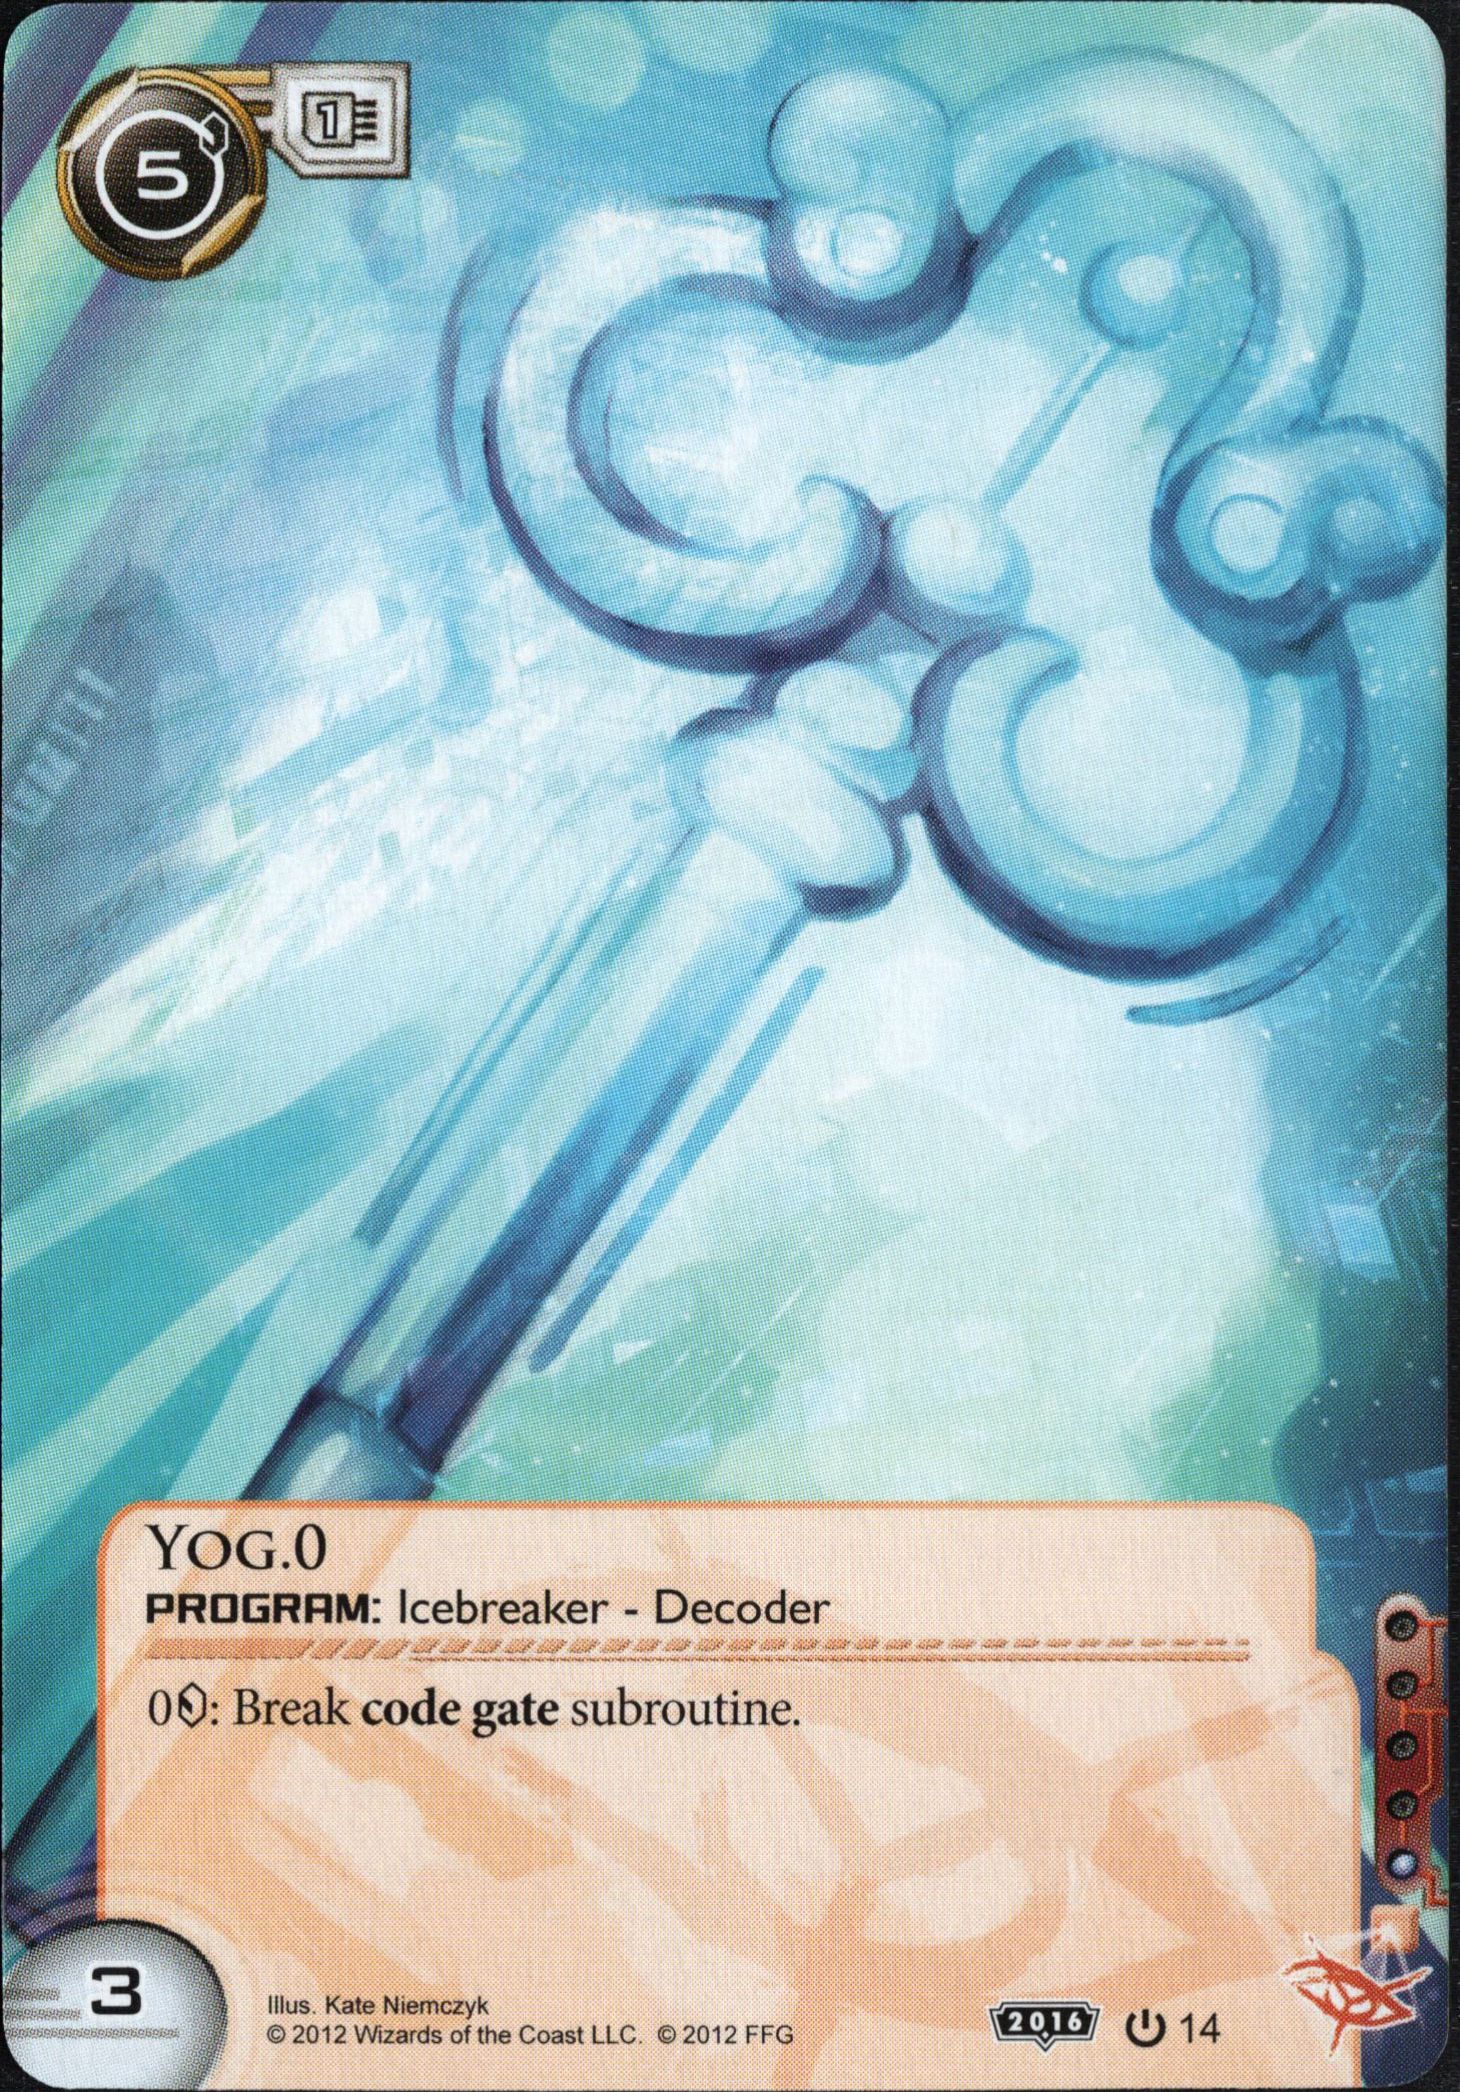 5
1
Yog.0
PROGRAM: Icebreaker - Decoder
0: Break code gate subroutine.
3
Illus. Kate Niemczyk
© 2012 Wizards of the Coast LLC. © 2012 FFG
2016
14